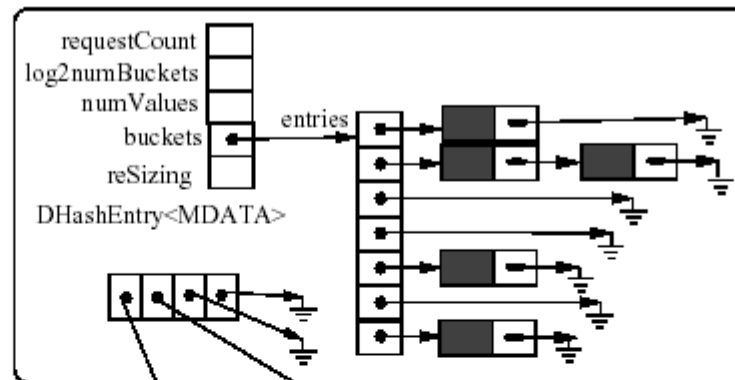 requestCount
log2numBuckets
numValues
buckets
entries
reSizing
DHashEntry<MDATA>